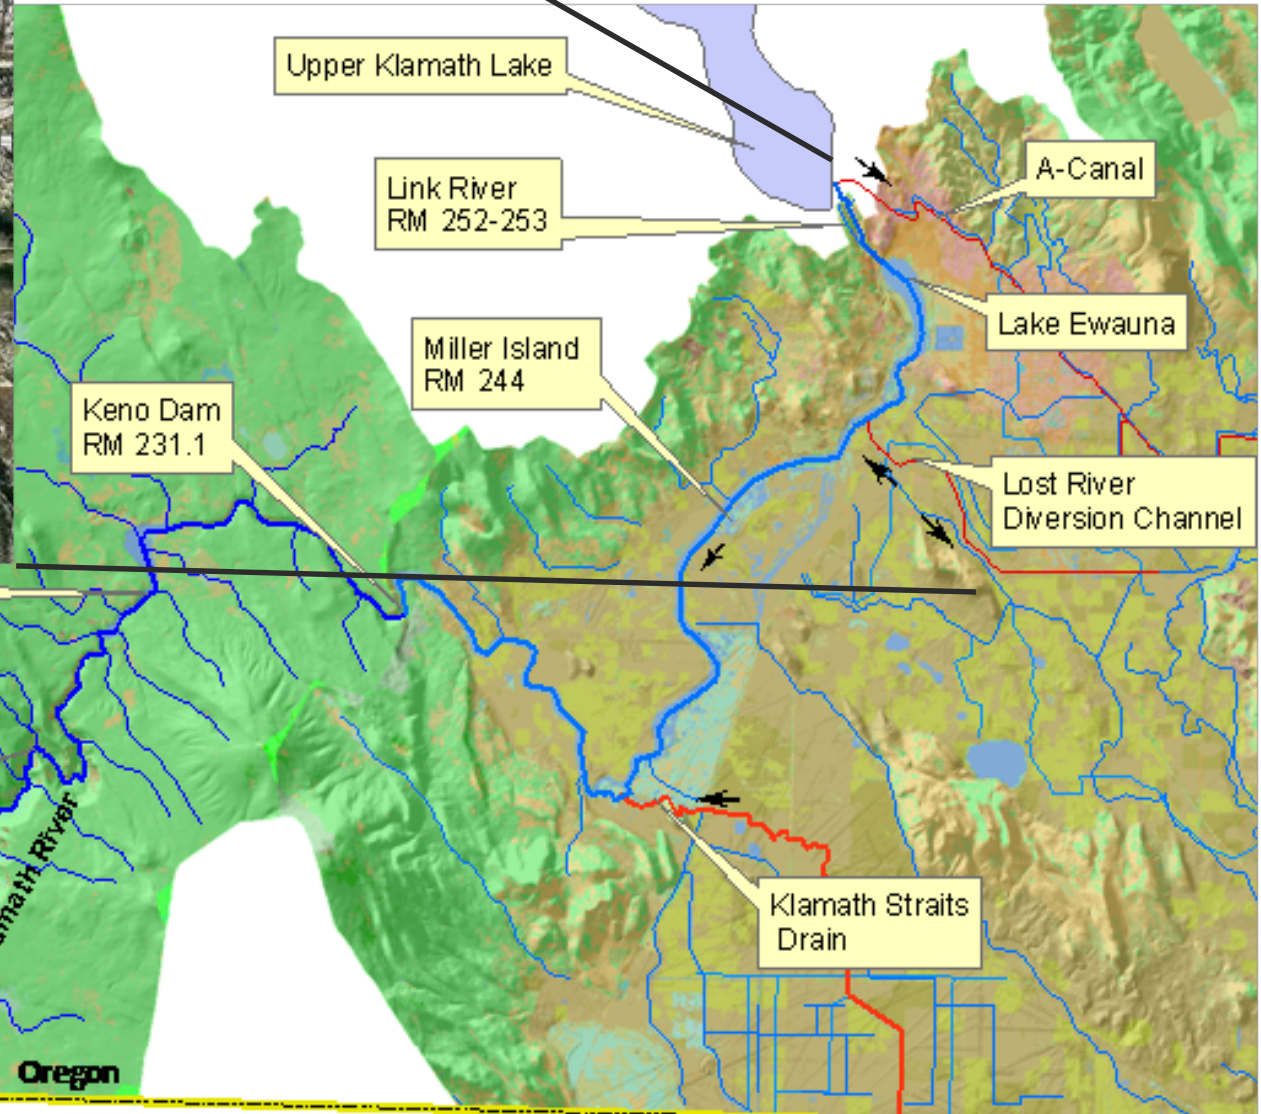 Upper Klamath Lake
A-Canal
Link River
RM 252-253
Lake Ewauna
Miller Island
RM 244
Keno Dam
RM 231.1
Lost River
Diversion Channel
Klamath Straits
Drain
River
Oregon